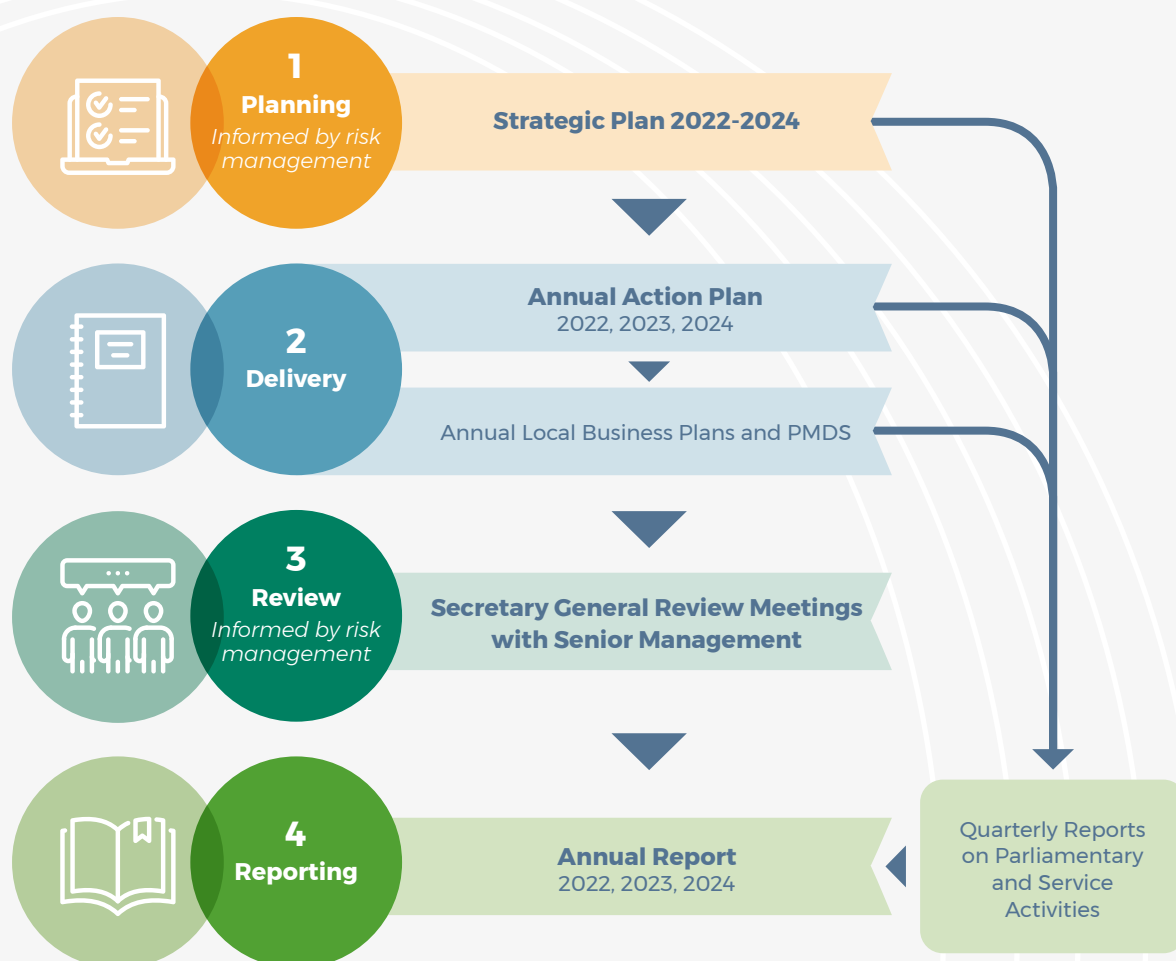 1
Planning
Informed by risk
management
Strategic Plan 2022-2024
2
Delivery
Annual Action Plan
2022, 2023, 2024
Annual Local Business Plans and PMDS
3
Review
Informed by risk
management
...
Secretary General Review Meetings
with Senior Management
4
Reporting
Annual Report
2022, 2023, 2024
Quarterly Reports
on Parliamentary
and Service
Activities